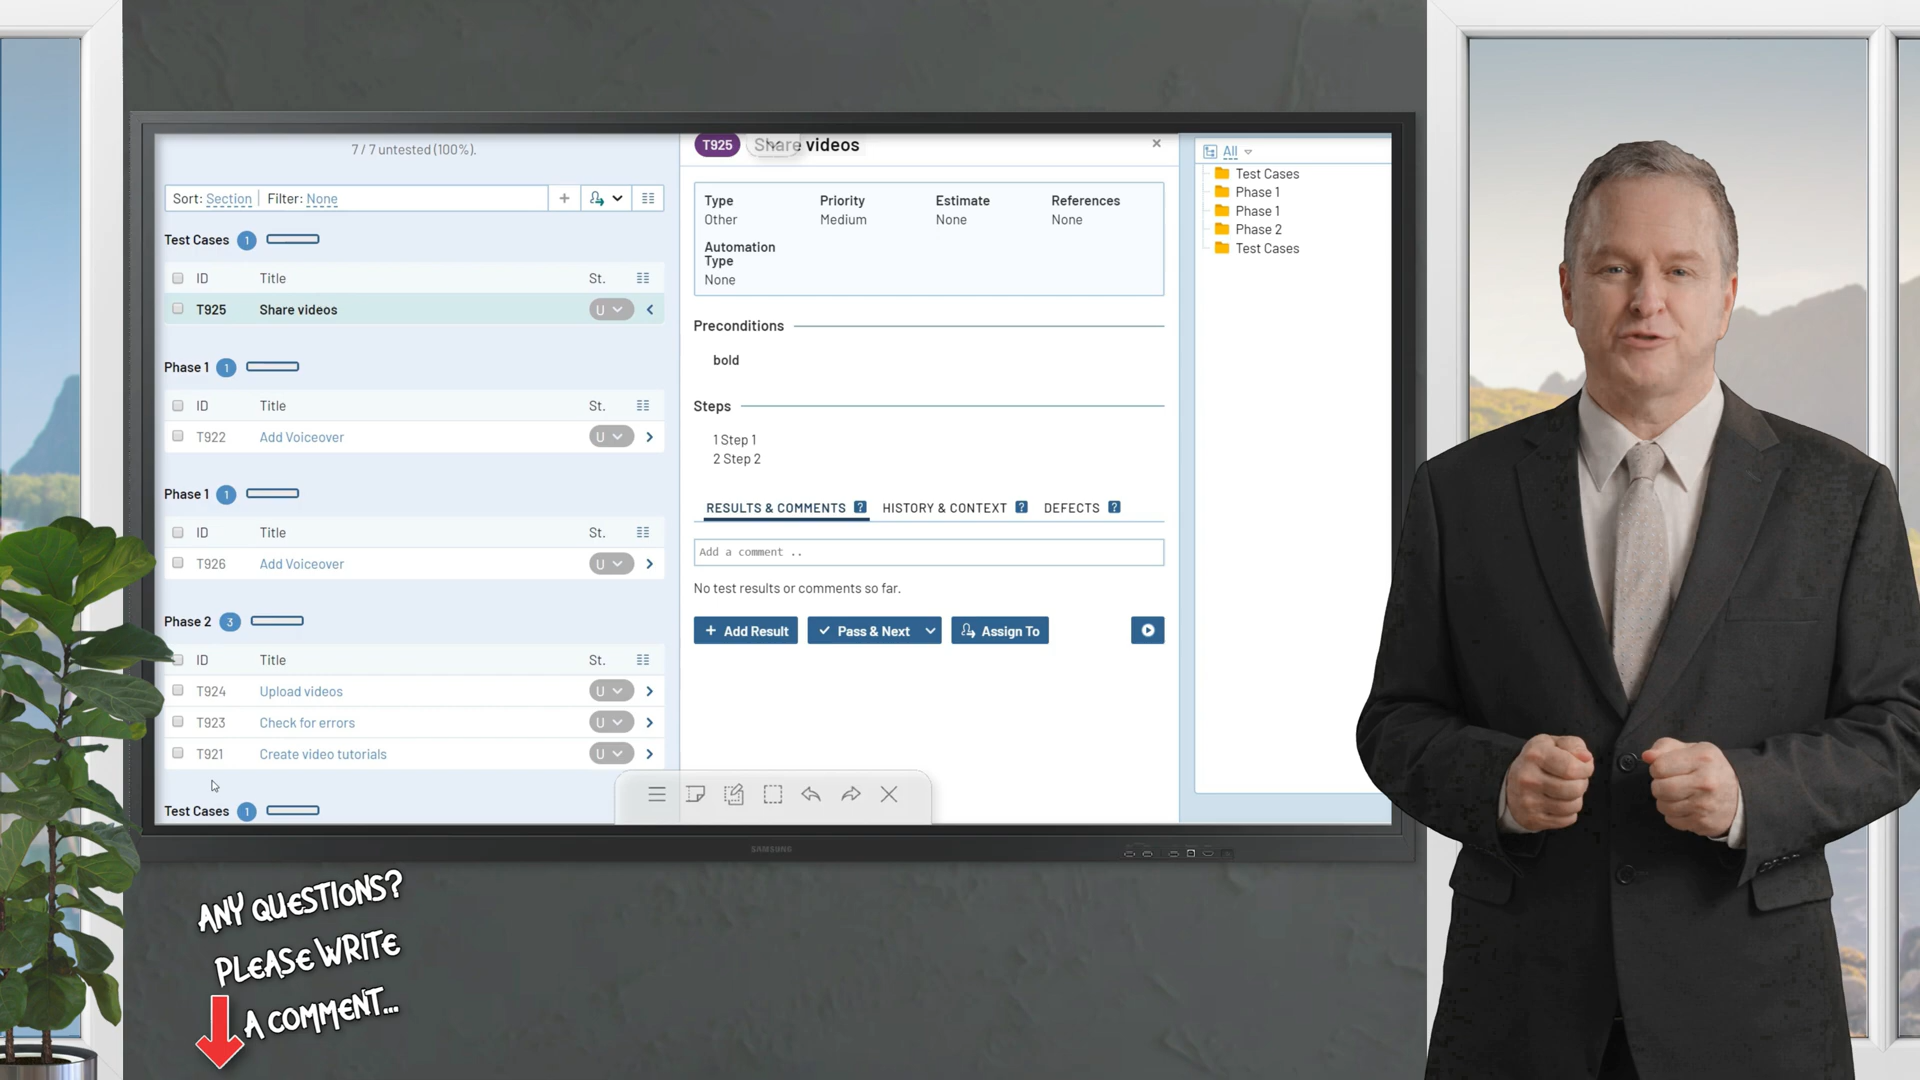 7 / 7 untested (100%).
Sort: Section Filter: None
Test Cases 1
ID Title St.
T925 Share videos U
Phase 1 1
ID Title St.
T922 Add Voiceover U
Phase 1 1
ID Title St.
T926 Add Voiceover U
Phase 2 3
ID Title St.
T924 Upload videos U
T923 Check for errors U
T921 Create video tutorials U
Test Cases 1
T925 Share videos
Type Priority Estimate References
Other Medium None None
Automation
Type
None
Preconditions
bold
Steps
1 Step 1
2 Step 2
RESULTS & COMMENTS ? HISTORY & CONTEXT ? DEFECTS ?
Add a comment ..
No test results or comments so far.
+ Add Result Pass & Next Assign To
All
Test Cases
Phase 1
Phase 1
Phase 2
Test Cases
SAMSUNG
ANY QUESTIONS?
PLEASE WRITE
A COMMENT...